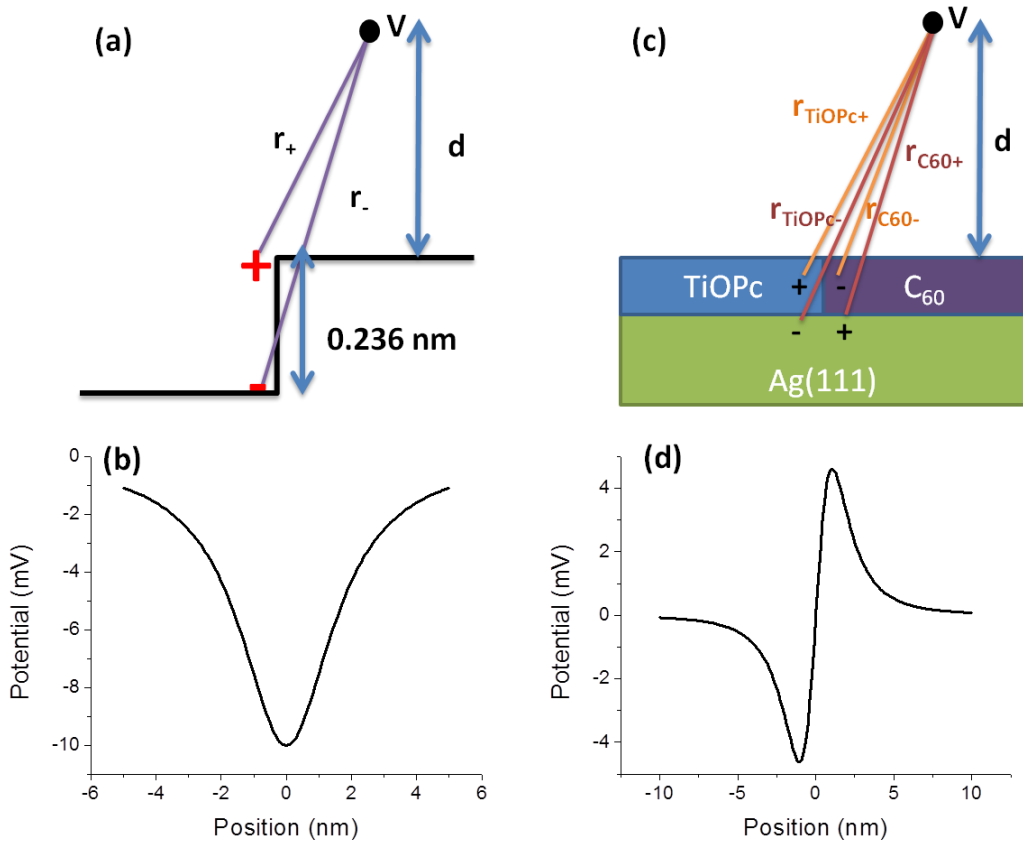 (a)
V
r+
d
r-
0.236 nm
(c)
V
rTiOPc+
d
rC60+
rTiOPc-
rC60-
TiOPc
+
-
C60
-
+
Ag(111)
(b)
0
-2
-4
-6
-8
-10
Potential (mV)
-6 -4 -2 0 2 4 6
Position (nm)
(d)
4
2
0
-2
-4
Potential (mV)
-10 -5 0 5 10
Position (nm)